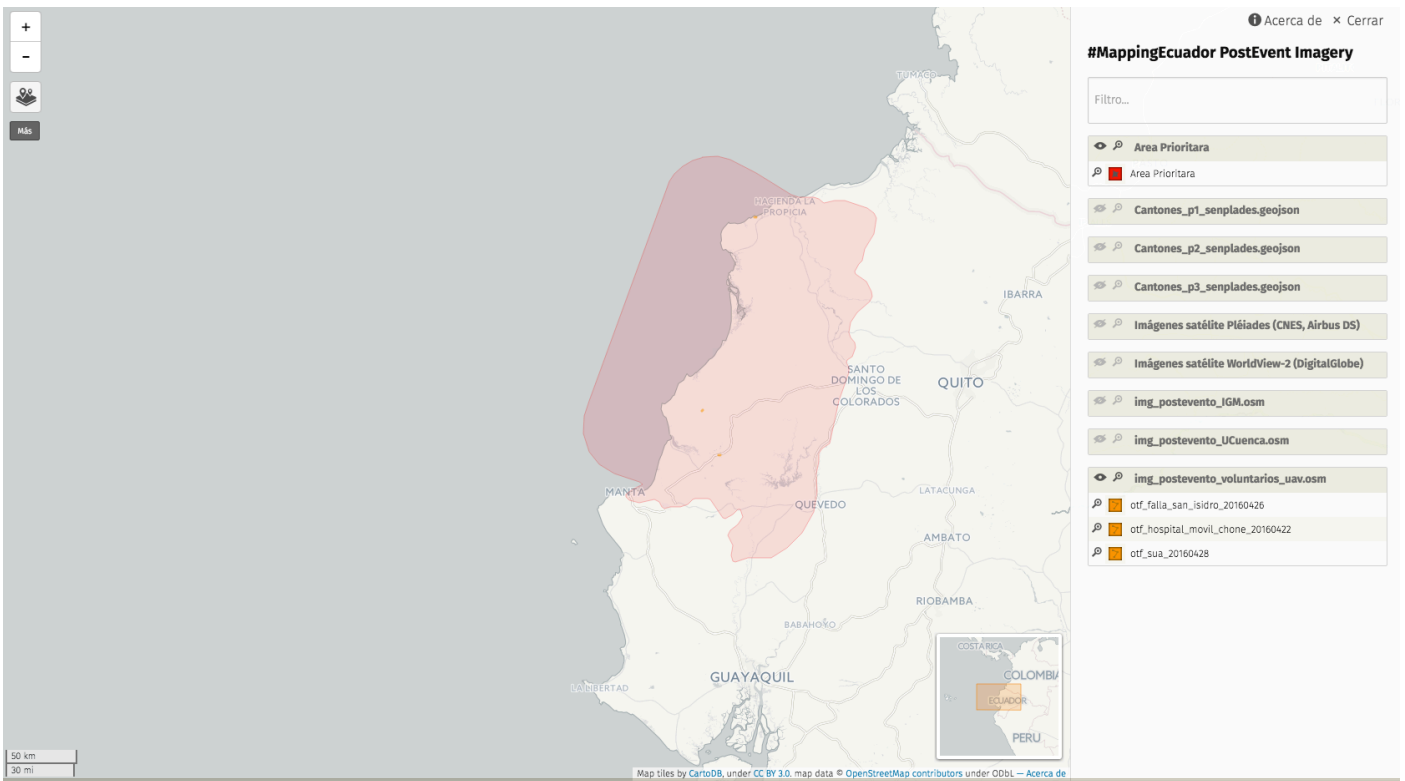 +
−
Más
TUMACO
HACIENDA LA
PROPICIA
IBARRA
SANTO
DOMINGO DE
LOS
COLORADOS
QUITO
MANTA
LATACUNGA
QUEVEDO
AMBATO
RIOBAMBA
BABAHOYO
GUAYAQUIL
LA LIBERTAD
COSTA RICA
COLOMBIA
ECUADOR
PERU
50 km
30 mi
Map tiles by CartoDB, under CC BY 3.0. map data © OpenStreetMap contributors under ODbL — Acerca de
Acerca de × Cerrar
#MappingEcuador PostEvent Imagery
Filtro...
Area Prioritara
Area Prioritara
Cantones_p1_senplades.geojson
Cantones_p2_senplades.geojson
Cantones_p3_senplades.geojson
Imágenes satélite Pléiades (CNES, Airbus DS)
Imágenes satélite WorldView-2 (DigitalGlobe)
img_postevento_IGM.osm
img_postevento_UCuenca.osm
img_postevento_voluntarios_uav.osm
otf_falla_san_isidro_20160426
otf_hospital_movil_chone_20160422
otf_sua_20160428